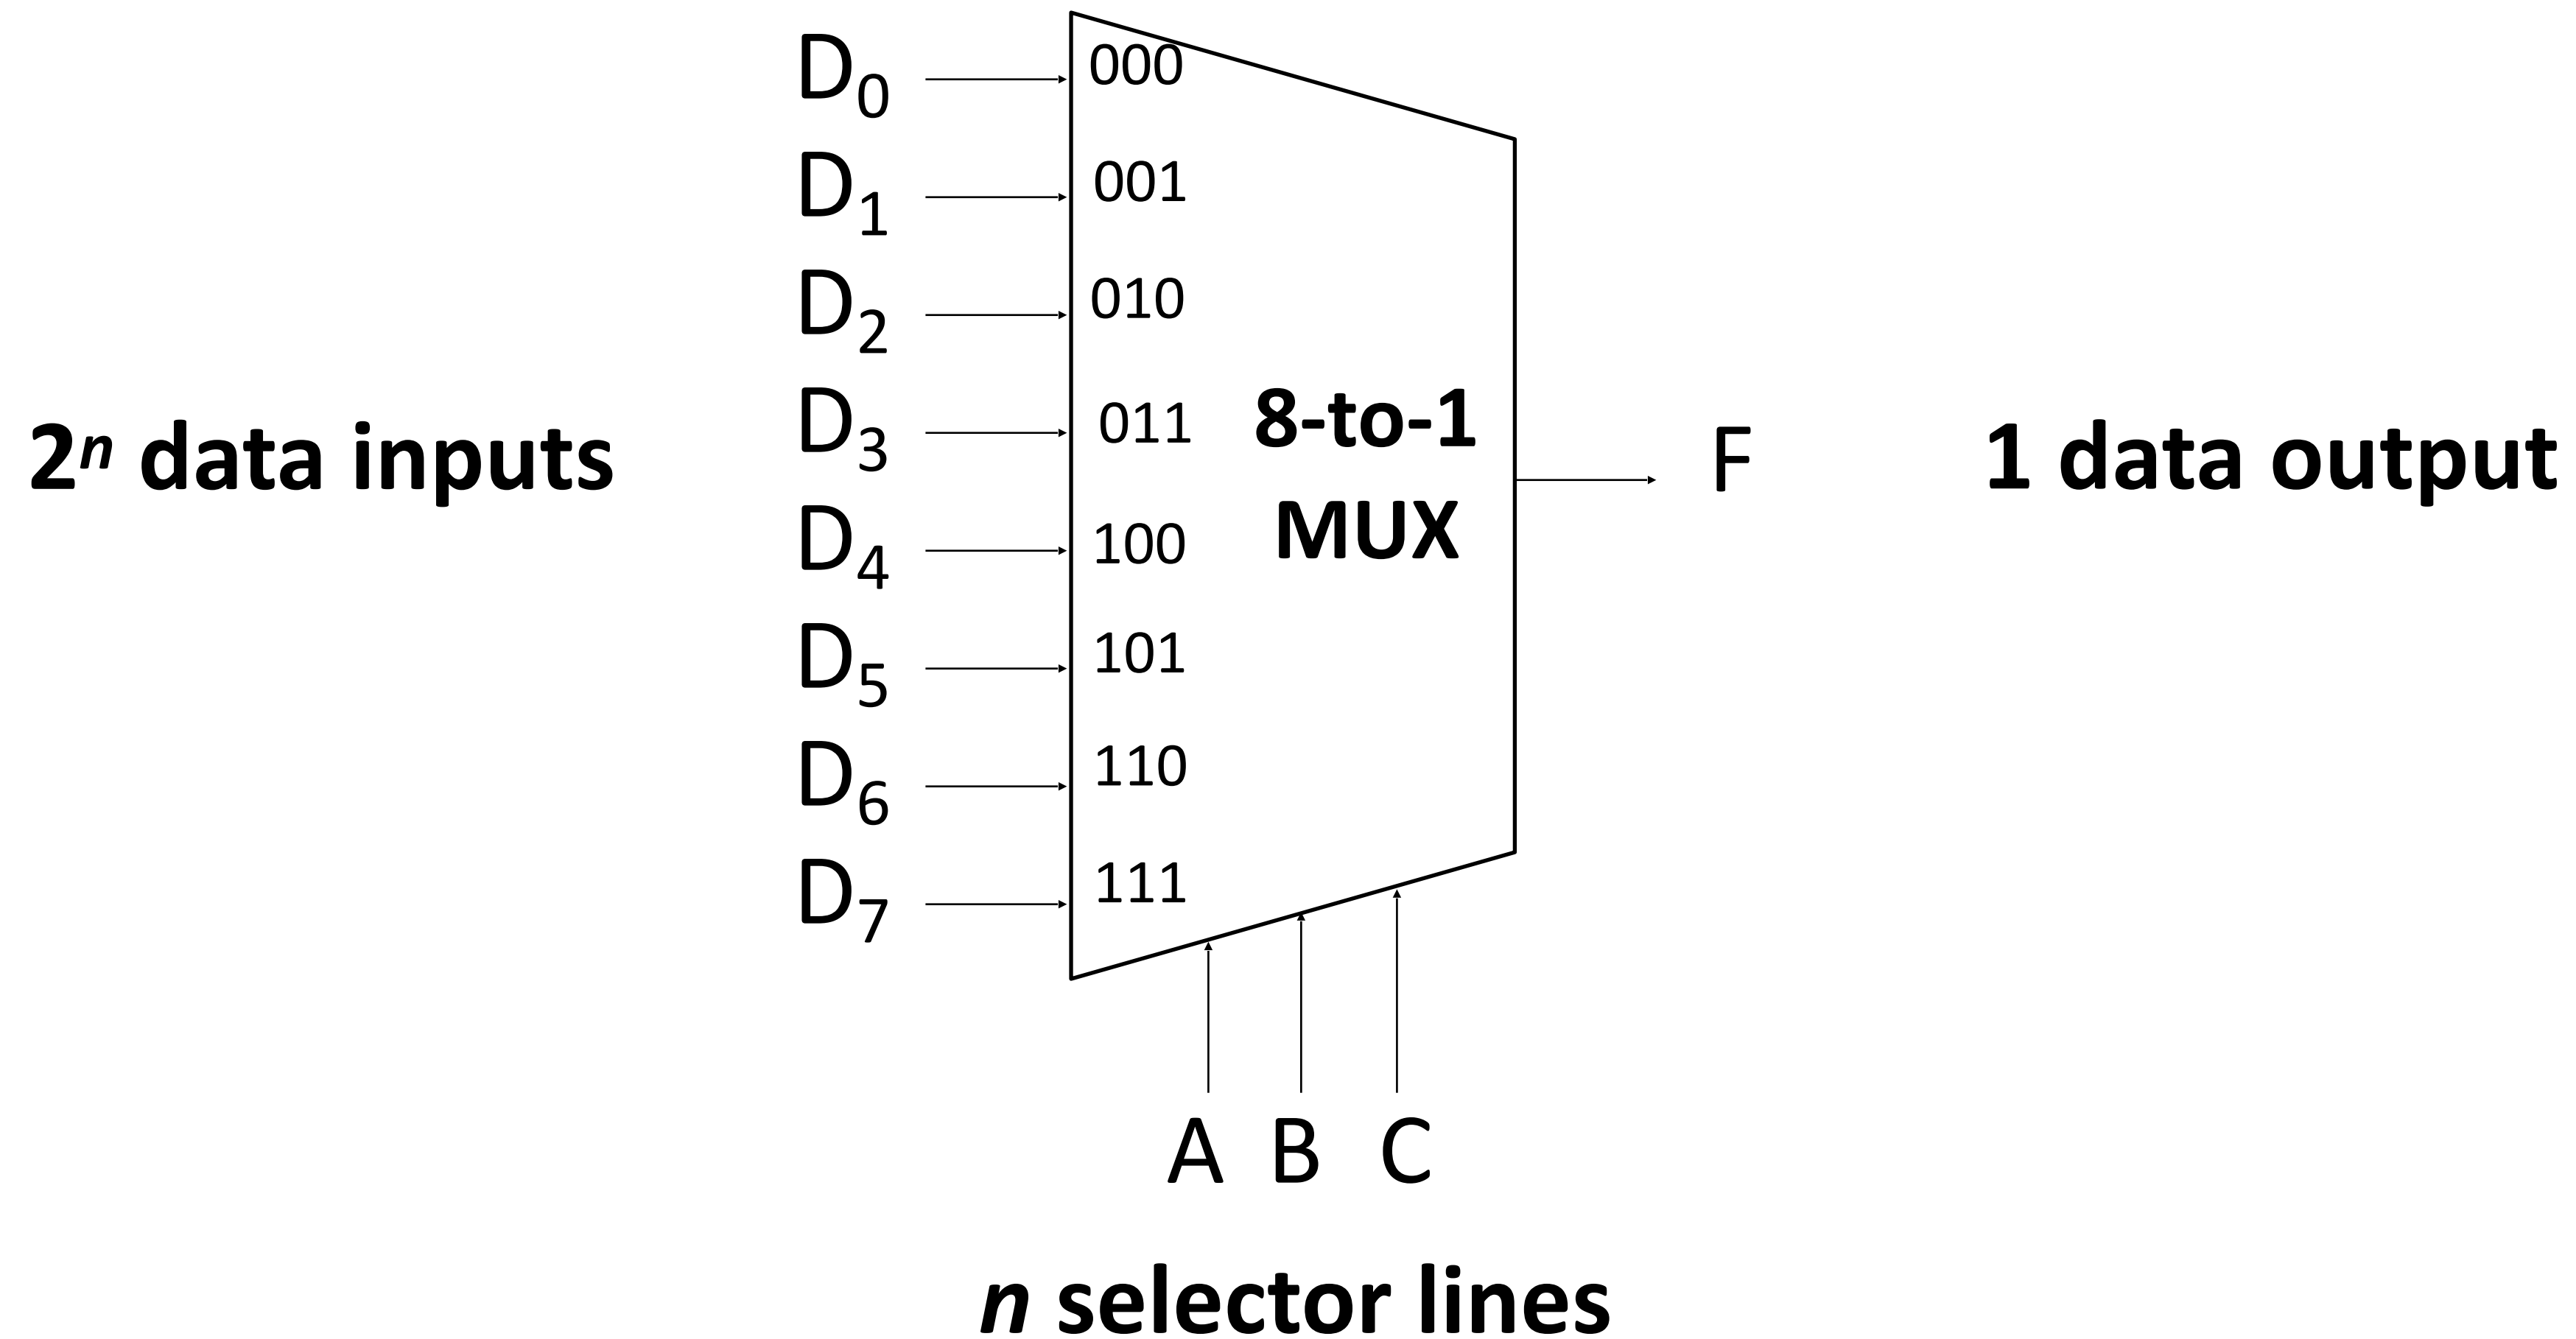 D0 000
D1 001
D2 010
D3 011
2n data inputs
8-to-1
MUX
F
1 data output
D4 100
D5 101
D6 110
D7 111
A B C
n selector lines